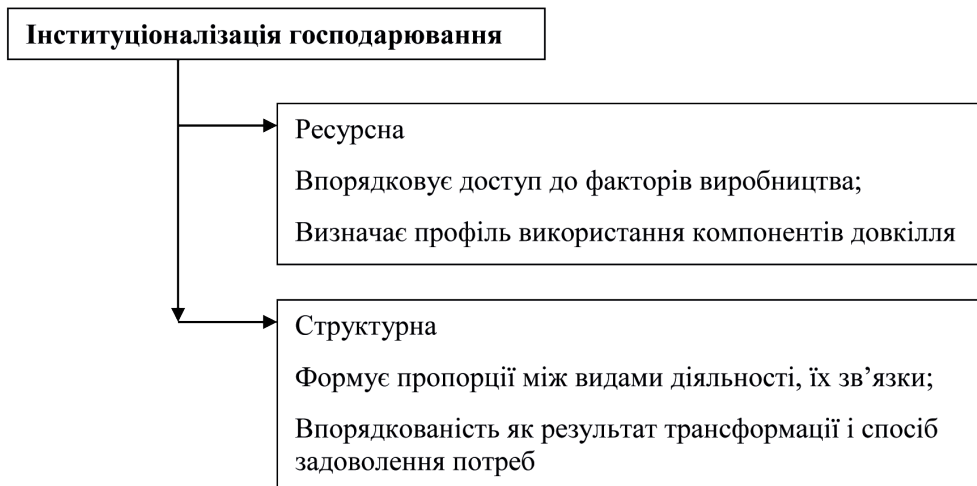 Інституціоналізація господарювання
Ресурсна
Впорядковує доступ до факторів виробництва;
Визначає профіль використання компонентів довкілля
Структурна
Формує пропорції між видами діяльності, їх зв’язки;
Впорядкованість як результат трансформації і спосіб
задоволення потреб